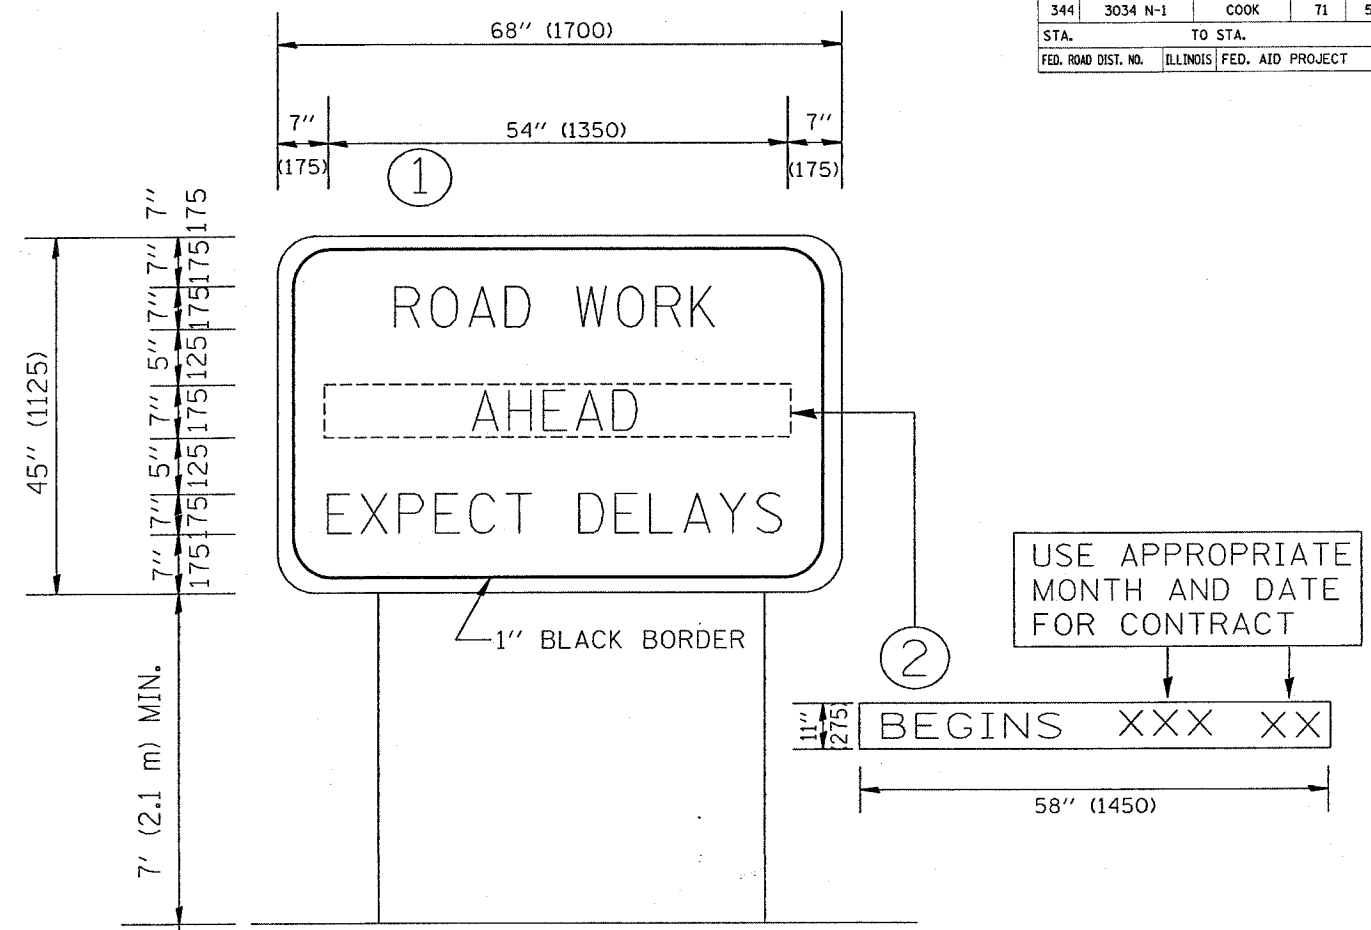 344 3034 N-1 COOK 71 5
STA. TO STA.
FED. ROAD DIST. NO. ILLINOIS FED. AID PROJECT
68" (1700)
7" 54" (1350) 7"
(175) (175)
1
7" 175
7" 175
7" 175
5" 125
7" 175
5" 125
7" 175
7" 175
45" (1125)
ROAD WORK
AHEAD
EXPECT DELAYS
1" BLACK BORDER
7' (2.1 m) MIN.
2
USE APPROPRIATE
MONTH AND DATE
FOR CONTRACT
11" (275)
BEGINS XXX XX
58" (1450)